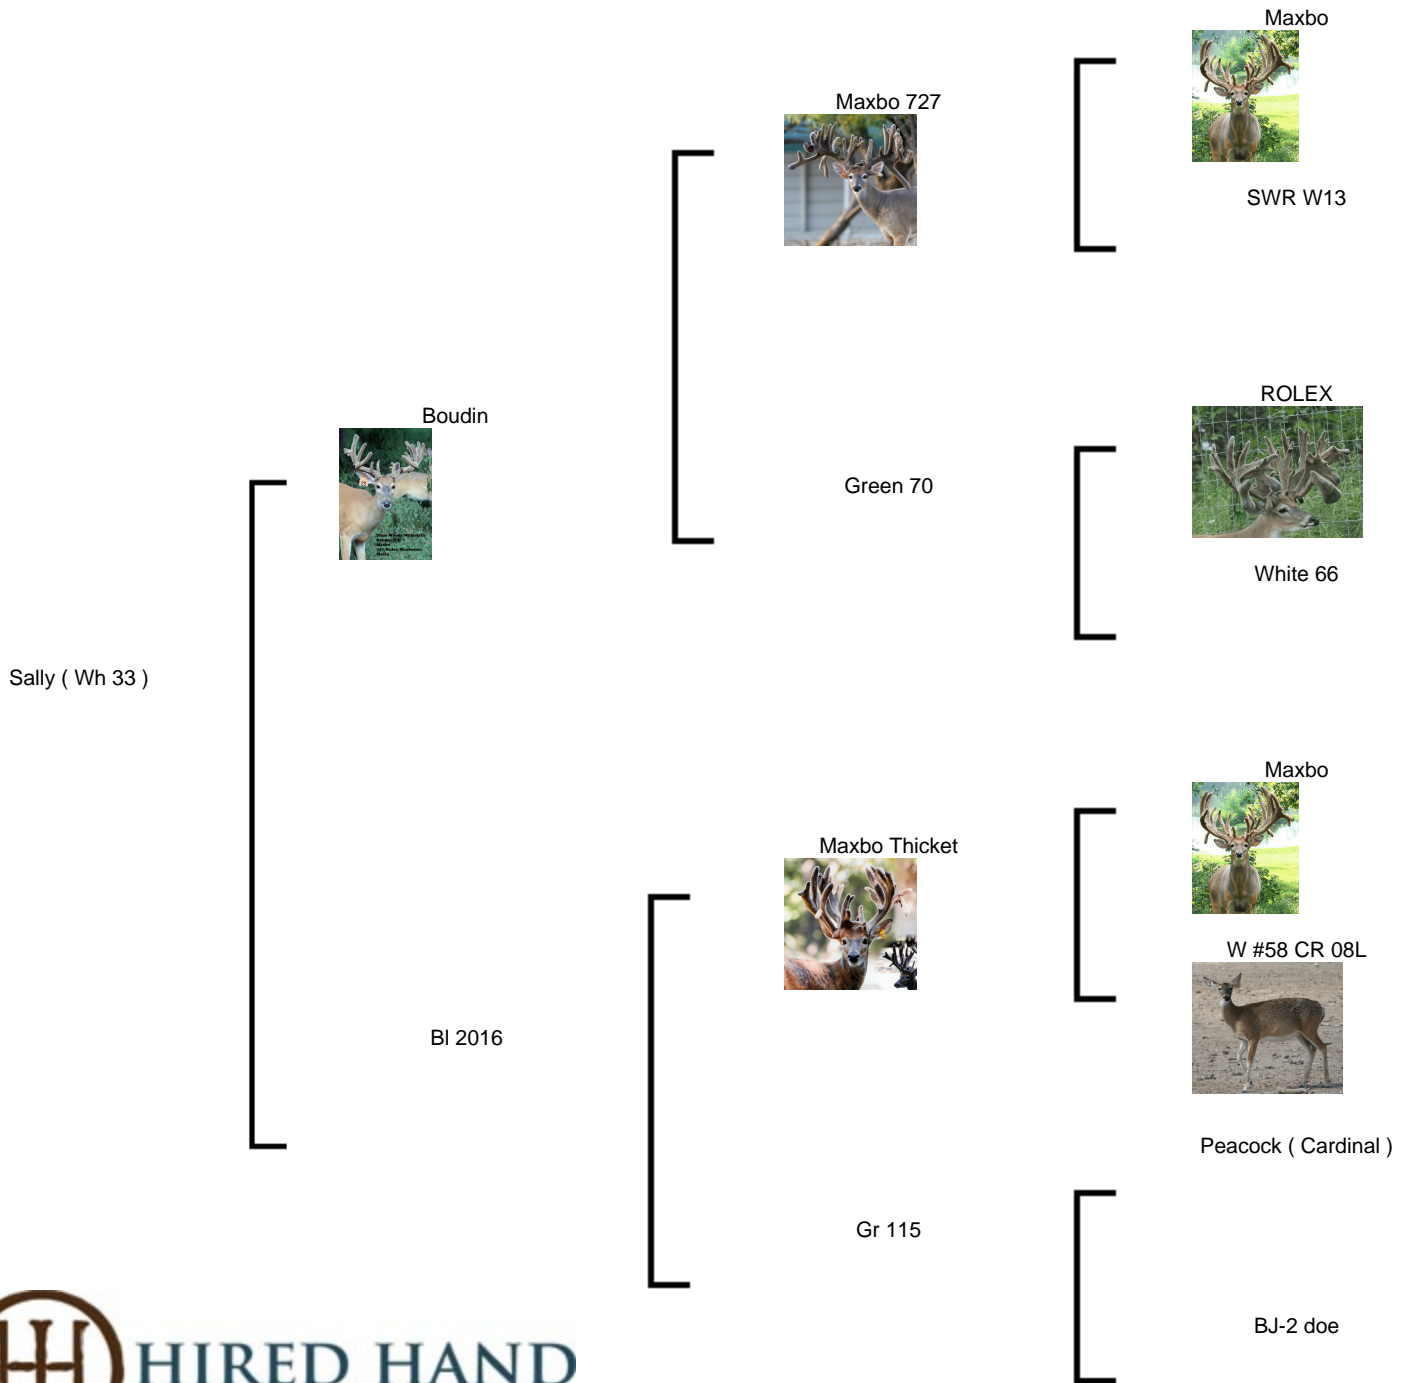 Maxbo
Maxbo 727
SWR W13
ROLEX
Boudin
Green 70
White 66
Sally ( Wh 33 )
Maxbo
Maxbo Thicket
W #58 CR 08L
Bl 2016
Peacock ( Cardinal )
Gr 115
BJ-2 doe
HIRED HAND